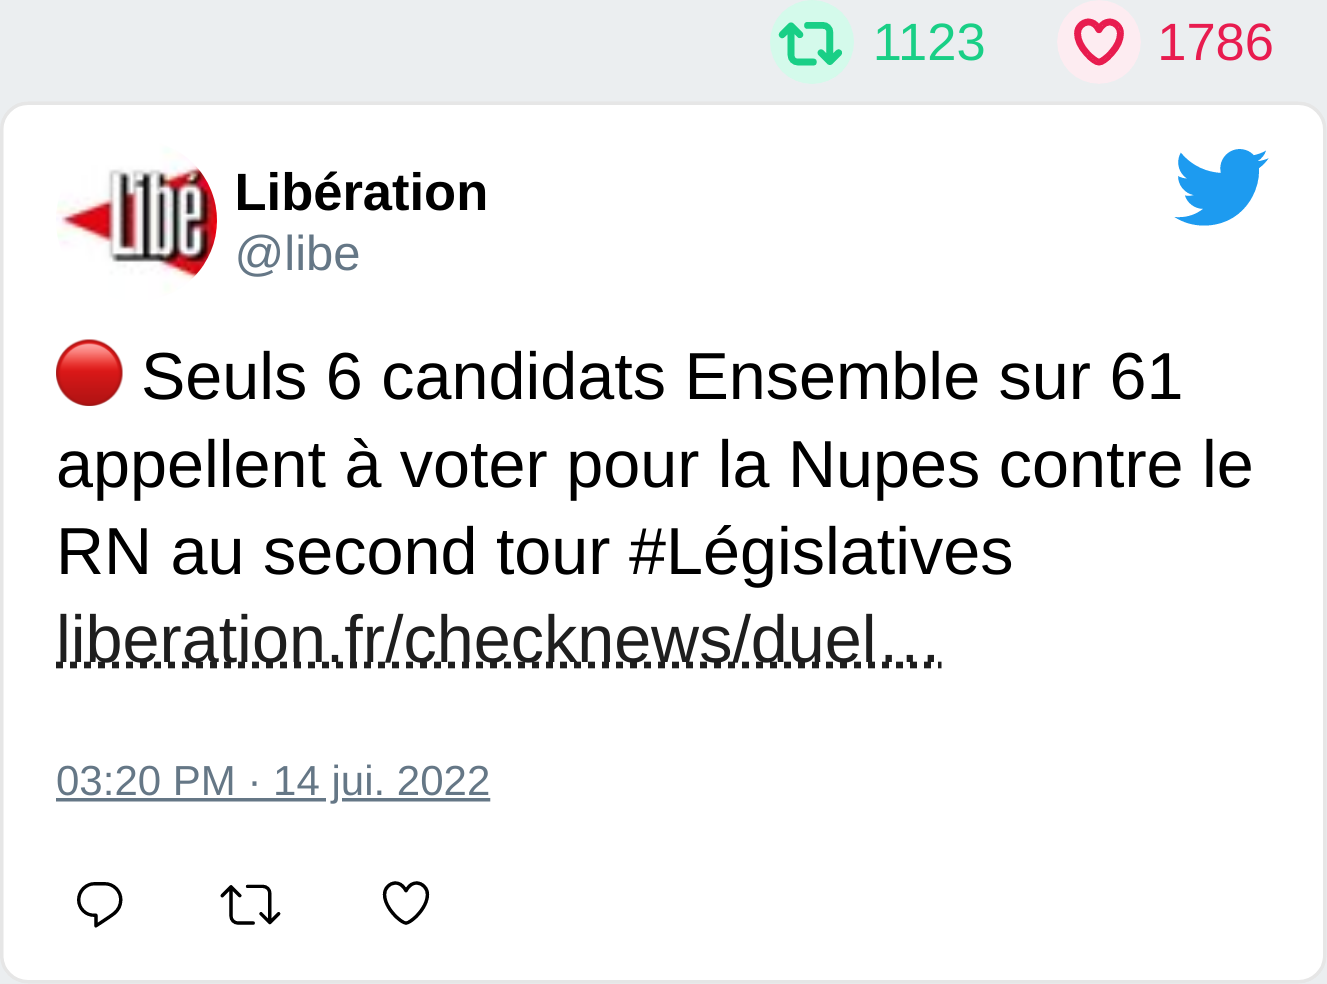 1123 1786
Libé
Libération
@libe
🔴 Seuls 6 candidats Ensemble sur 61
appellent à voter pour la Nupes contre le
RN au second tour #Législatives
liberation.fr/checknews/duel…
03:20 PM · 14 jui. 2022